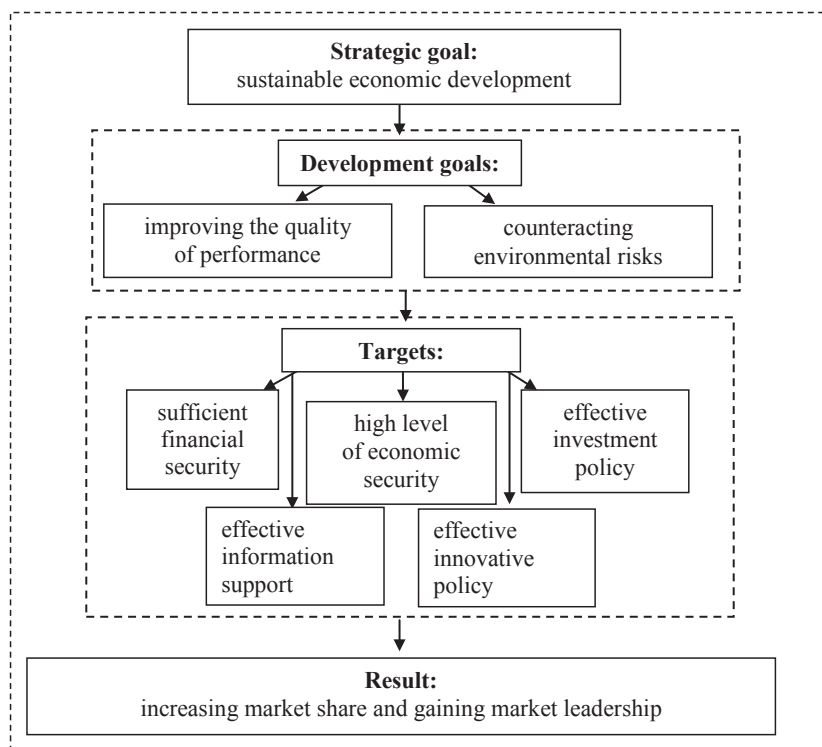 Strategic goal:
sustainable economic development
Development goals:
improving the quality
of performance
counteracting
environmental risks
Targets:
sufficient
financial
security
high level
of economic
security
effective
investment
policy
effective
information
support
effective
innovative
policy
Result:
increasing market share and gaining market leadership